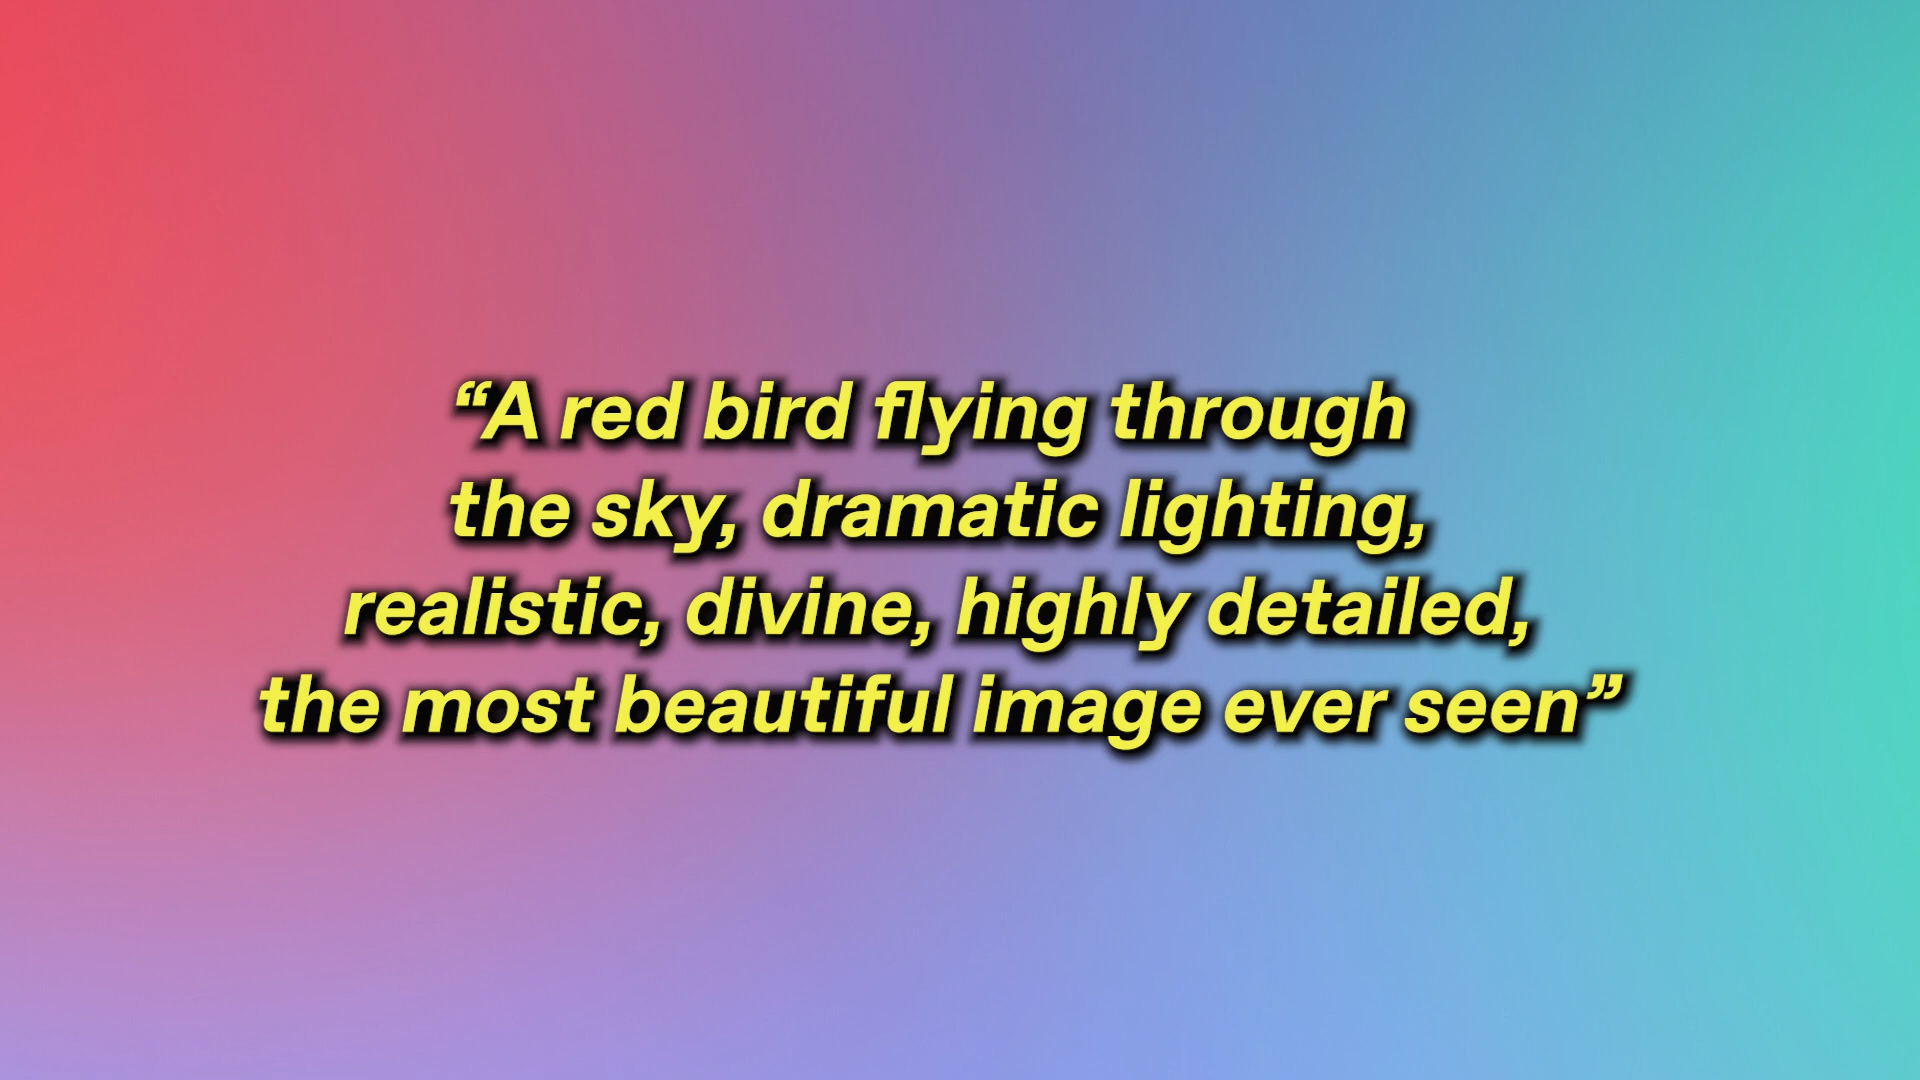 “A red bird flying through
the sky, dramatic lighting,
realistic, divine, highly detailed,
the most beautiful image ever seen”